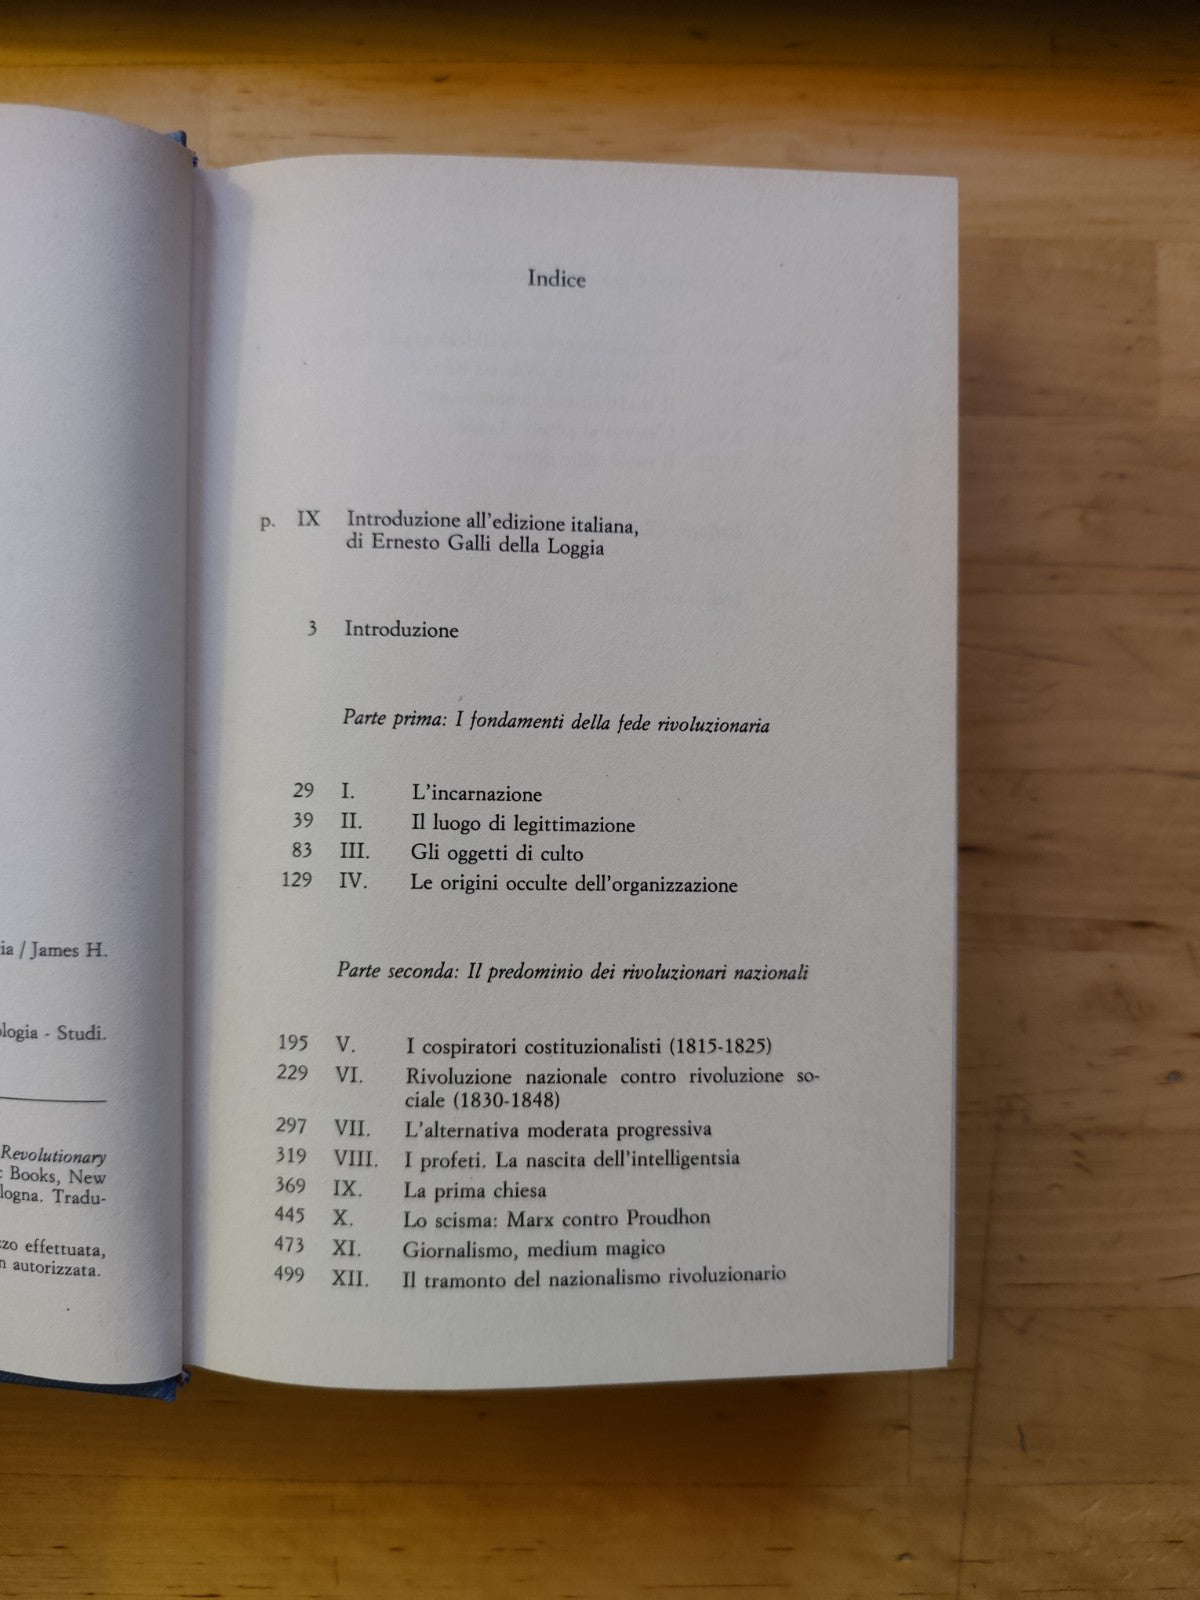 ia / James H.
ologia - Studi.
Revolutionary
Books, New
logna. Tradu-
zo effettuata,
n autorizzata.
Indice
p. IX Introduzione all'edizione italiana,
di Ernesto Galli della Loggia
3 Introduzione
Parte prima: I fondamenti della fede rivoluzionaria
29 I. L'incarnazione
39 II. Il luogo di legittimazione
83 III. Gli oggetti di culto
129 IV. Le origini occulte dell'organizzazione
Parte seconda: Il predominio dei rivoluzionari nazionali
195 V. I cospiratori costituzionalisti (1815-1825)
229 VI. Rivoluzione nazionale contro rivoluzione so-
ciale (1830-1848)
297 VII. L'alternativa moderata progressiva
319 VIII. I profeti. La nascita dell'intelligentsia
369 IX. La prima chiesa
445 X. Lo scisma: Marx contro Proudhon
473 XI. Giornalismo, medium magico
499 XII. Il tramonto del nazionalismo rivoluzionario